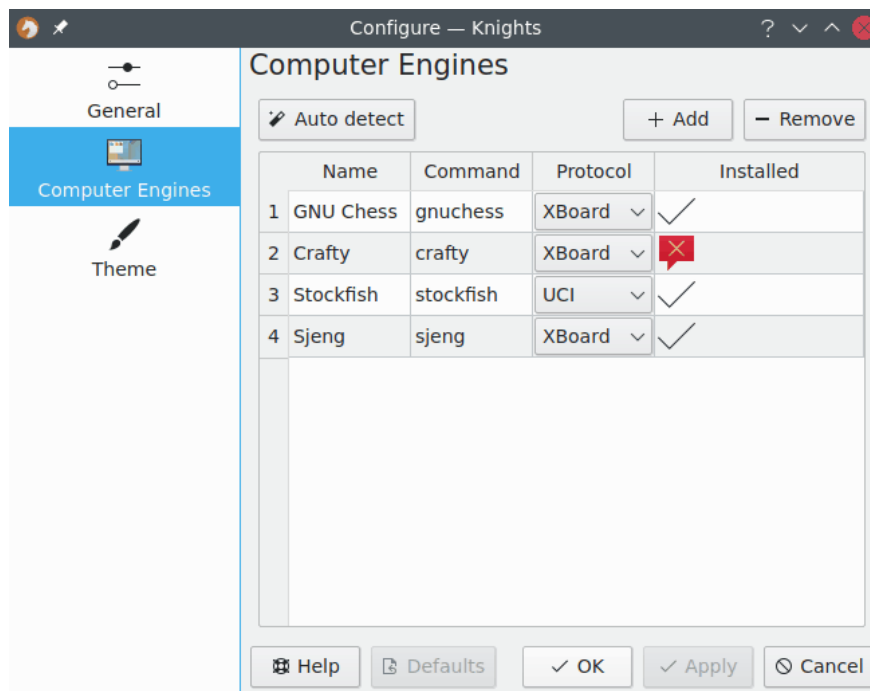 Configure — Knights
General
Computer Engines
Theme
Computer Engines
Auto detect
Add
Remove
Name Command Protocol Installed
1 GNU Chess gnuchess XBoard
2 Crafty crafty XBoard
3 Stockfish stockfish UCI
4 Sjeng sjeng XBoard
Help Defaults OK Apply Cancel